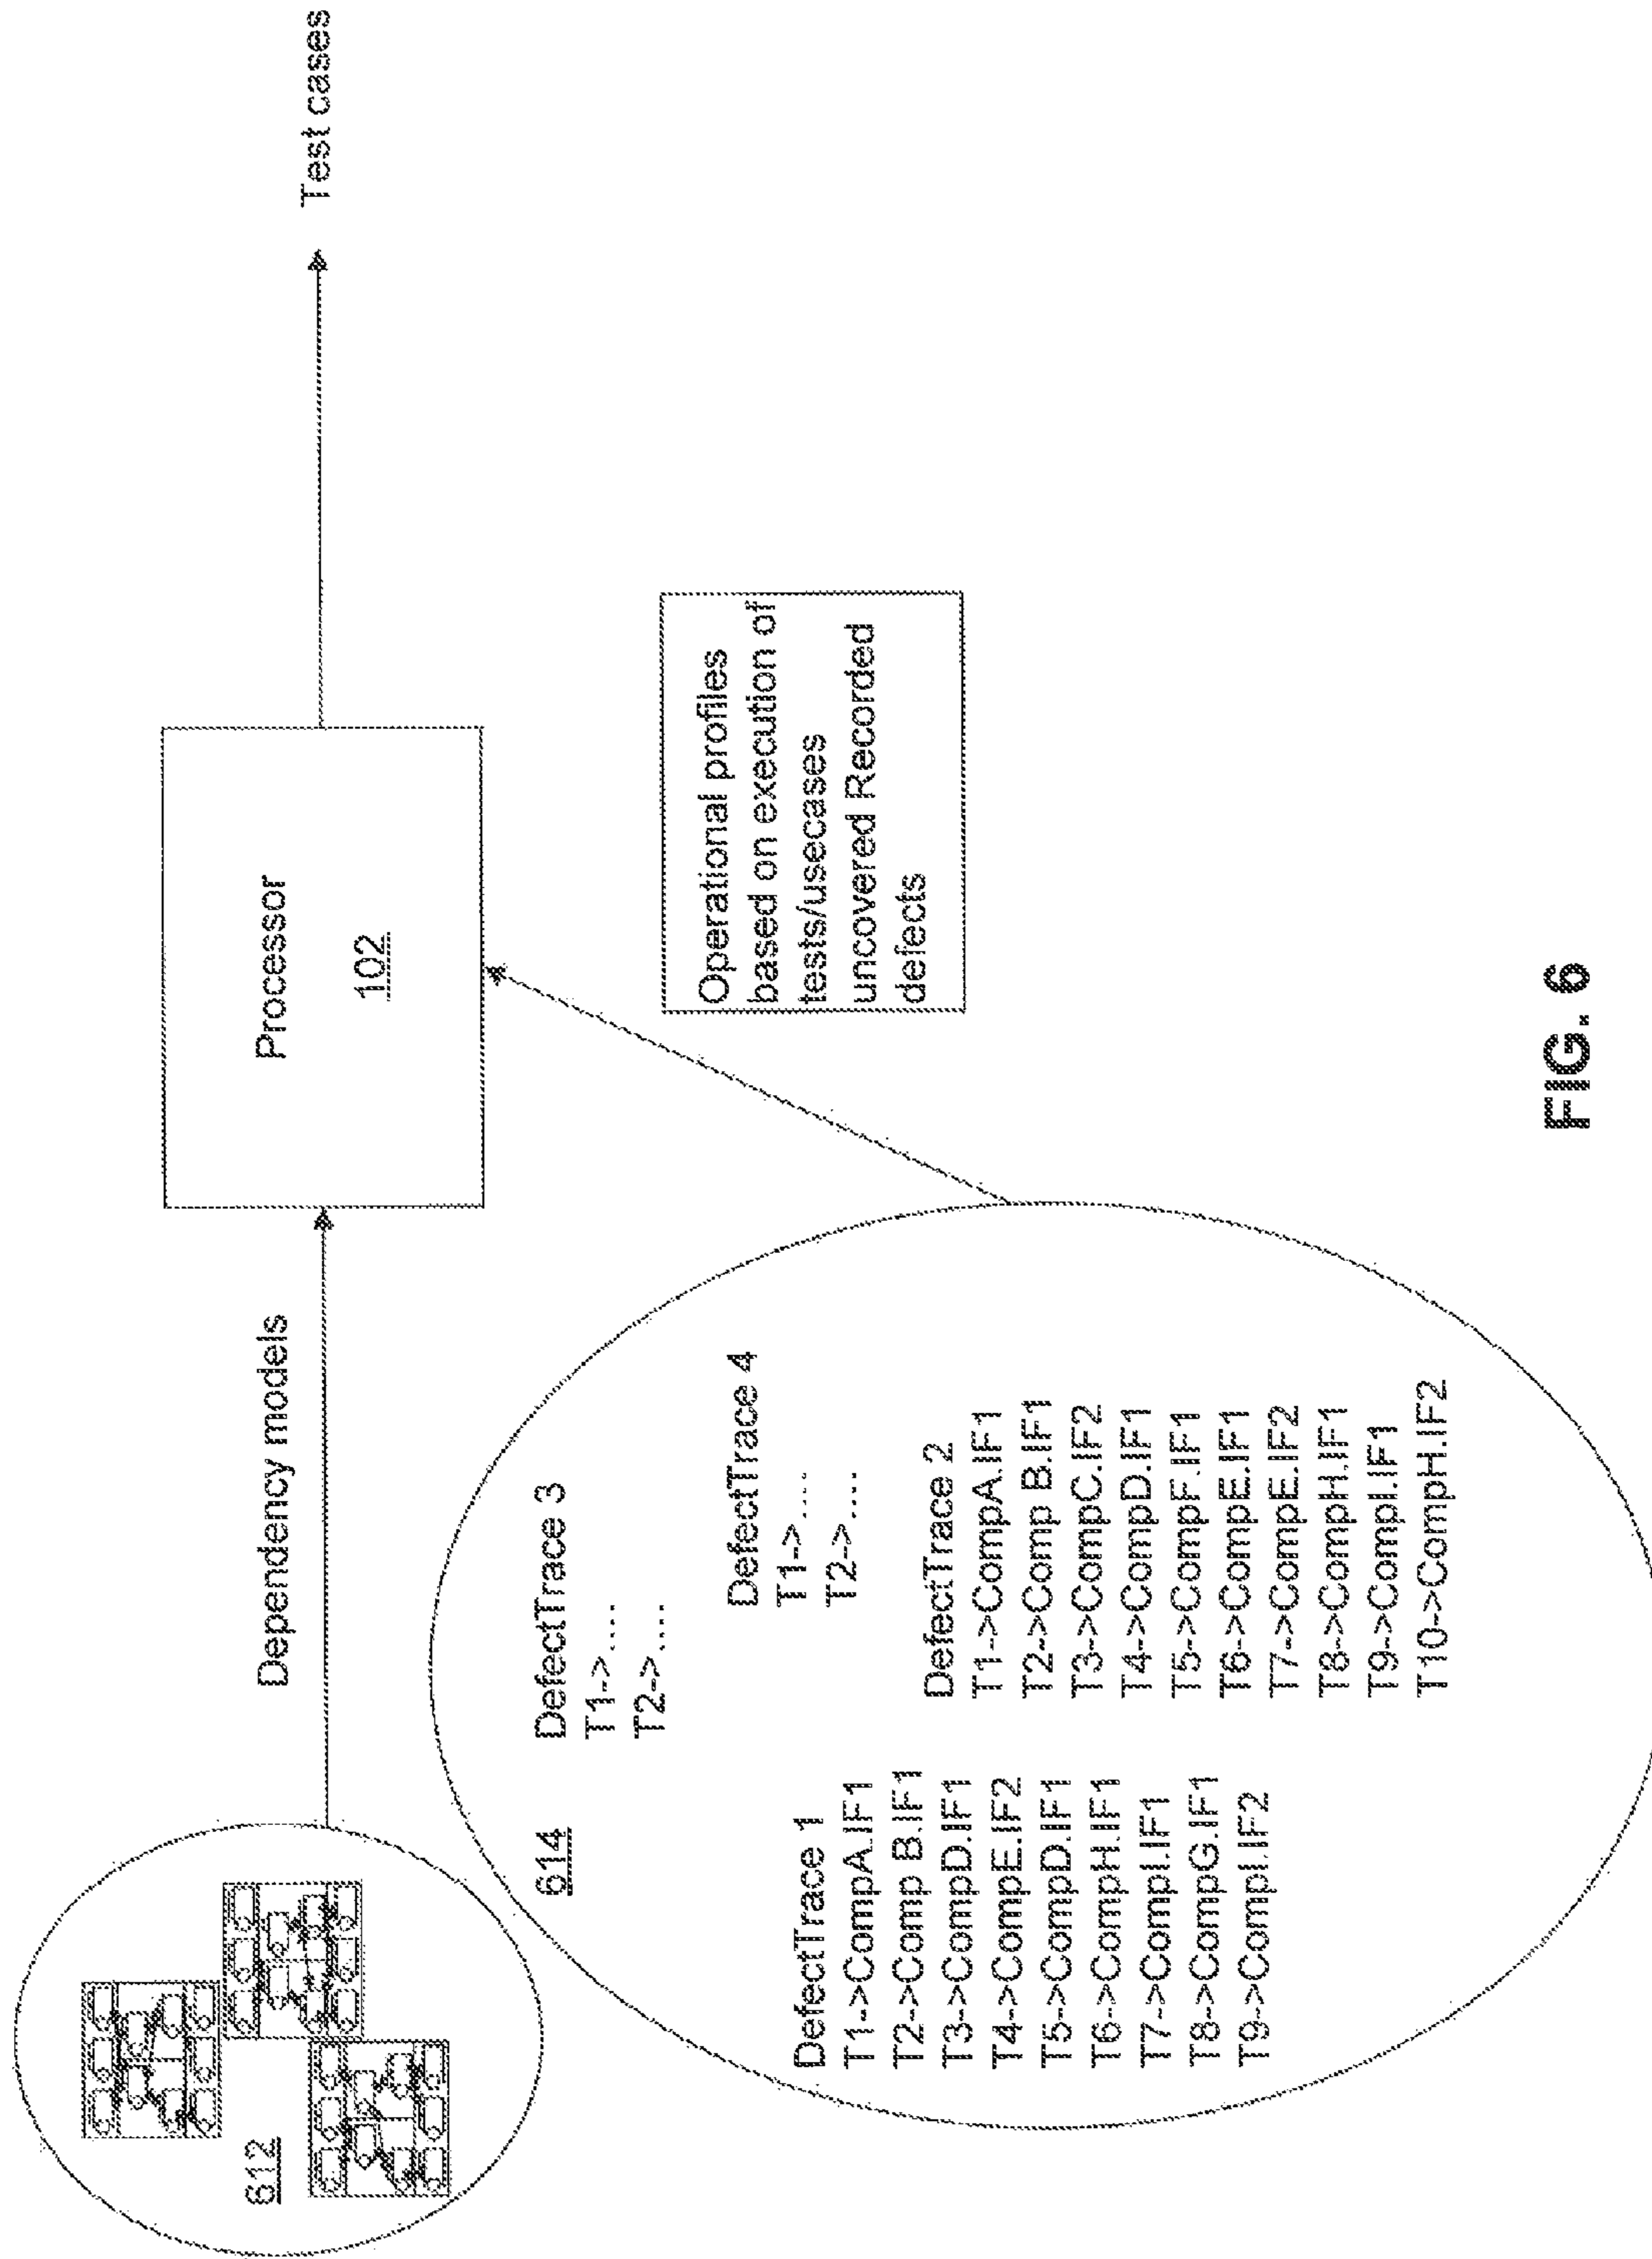 612
Dependency models
Processor
102
Test cases
614
DefectTrace 3
T1->....
T2->....
DefectTrace 4
T1->....
T2->....
DefectTrace 1
T1->CompA.IF1
T2->Comp B.IF1
T3->CompD.IF1
T4->CompE.IF2
T5->CompD.IF1
T6->CompH.IF1
T7->CompI.IF1
T8->CompG.IF1
T9->CompI.IF2
DefectTrace 2
T1->CompA.IF1
T2->Comp B.IF1
T3->CompC.IF2
T4->CompD.IF1
T5->CompF.IF1
T6->CompE.IF1
T7->CompE.IF2
T8->CompH.IF1
T9->CompI.IF1
T10->CompH.IF2
Operational profiles
based on execution of
tests/usecases
uncovered Recorded
defects
FIG. 6